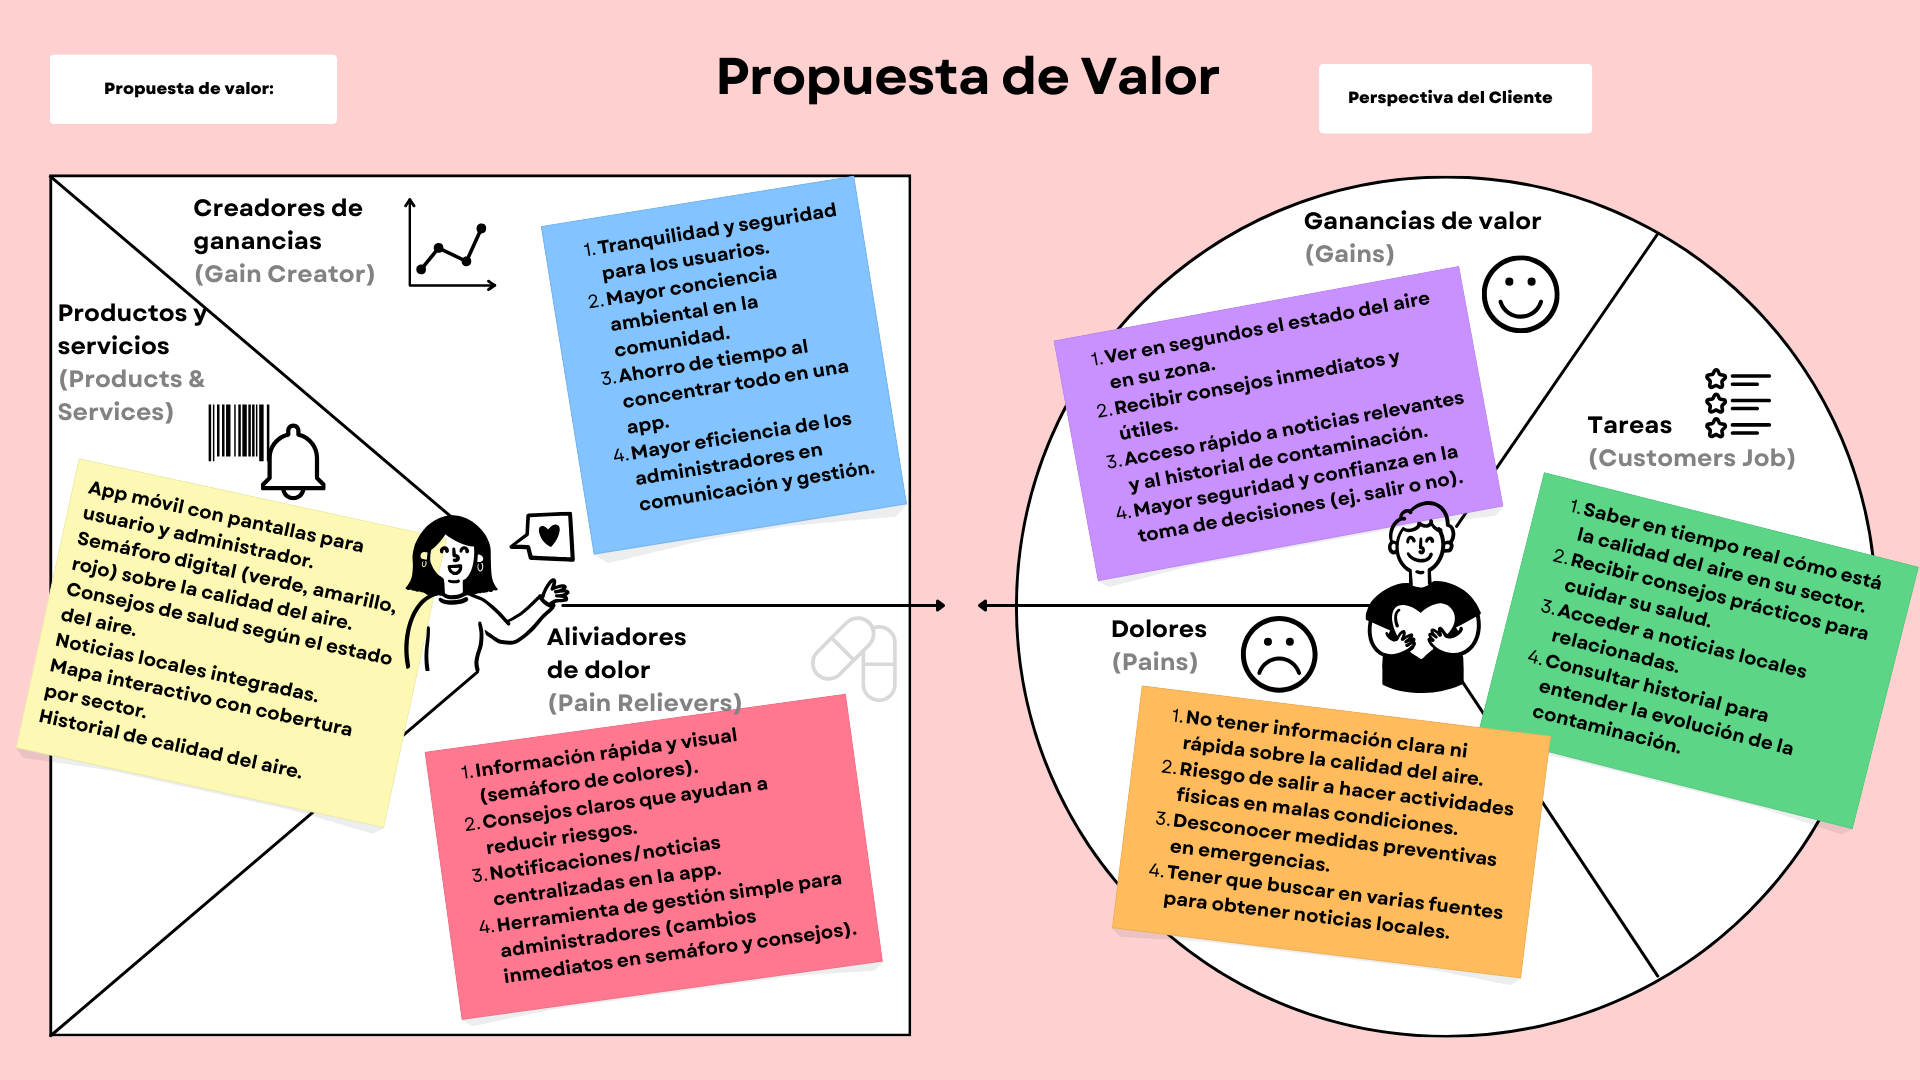 Propuesta de Valor
Propuesta de valor:
Perspectiva del Cliente
Creadores de
ganancias
(Gain Creator)
1. Tranquilidad y seguridad
para los usuarios.
2. Mayor conciencia
ambiental en la
comunidad.
3. Ahorro de tiempo al
concentrar todo en una
app.
4. Mayor eficiencia de los
administradores en
comunicación y gestión.
Productos y
servicios
(Products &
Services)
App móvil con pantallas para
usuario y administrador.
Semáforo digital (verde, amarillo,
rojo) sobre la calidad del aire.
Consejos de salud según el estado
del aire.
Noticias locales integradas.
Mapa interactivo con cobertura
por sector.
Historial de calidad del aire.
Aliviadores
de dolor
(Pain Relievers)
1. Información rápida y visual
(semáforo de colores).
2. Consejos claros que ayudan a
reducir riesgos.
3. Notificaciones/noticias
centralizadas en la app.
4. Herramienta de gestión simple para
administradores (cambios
inmediatos en semáforo y consejos).
Ganancias de valor
(Gains)
1. Ver en segundos el estado del aire
en su zona.
2. Recibir consejos inmediatos y
útiles.
3. Acceso rápido a noticias relevantes
y al historial de contaminación.
4. Mayor seguridad y confianza en la
toma de decisiones (ej. salir o no).
Tareas
(Customers Job)
1. Saber en tiempo real cómo está
la calidad del aire en su sector.
2. Recibir consejos prácticos para
cuidar su salud.
3. Acceder a noticias locales
relacionadas.
4. Consultar historial para
entender la evolución de la
contaminación.
Dolores
(Pains)
1. No tener información clara ni
rápida sobre la calidad del aire.
2. Riesgo de salir a hacer actividades
físicas en malas condiciones.
3. Desconocer medidas preventivas
en emergencias.
4. Tener que buscar en varias fuentes
para obtener noticias locales.